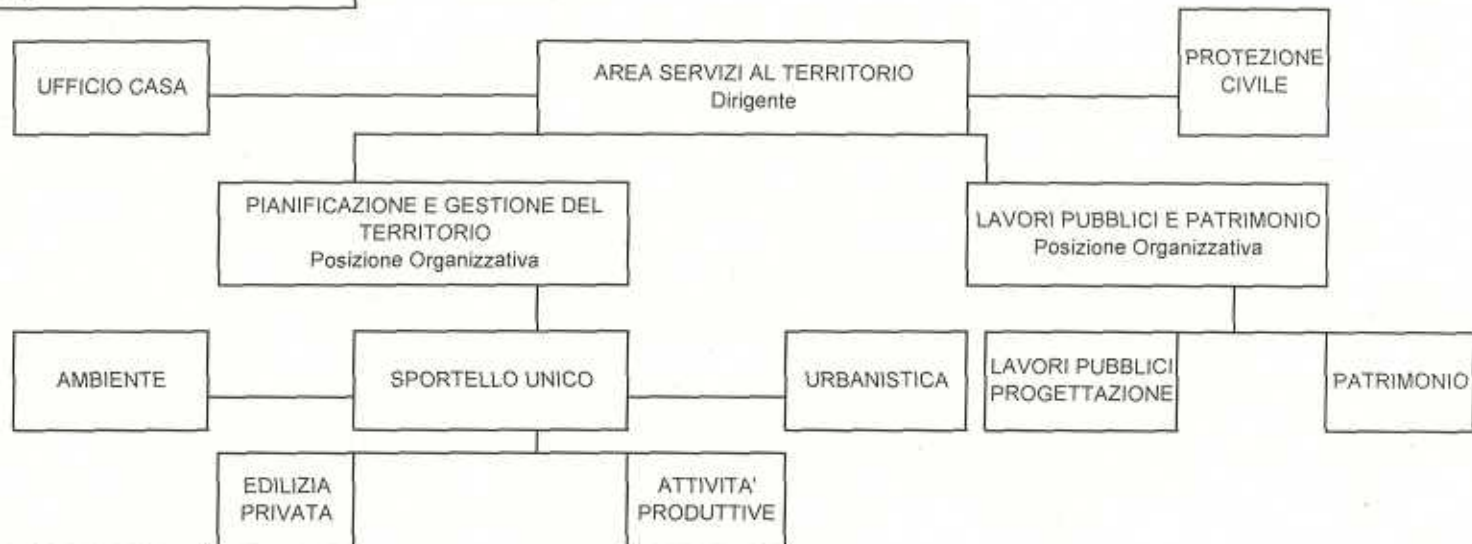 UFFICIO CASA
AREA SERVIZI AL TERRITORIO
Dirigente
PROTEZIONE
CIVILE
PIANIFICAZIONE E GESTIONE DEL
TERRITORIO
Posizione Organizzativa
LAVORI PUBBLICI E PATRIMONIO
Posizione Organizzativa
AMBIENTE
SPORTELLO UNICO
URBANISTICA
LAVORI PUBBLICI
PROGETTAZIONE
PATRIMONIO
EDILIZIA
PRIVATA
ATTIVITA'
PRODUTTIVE